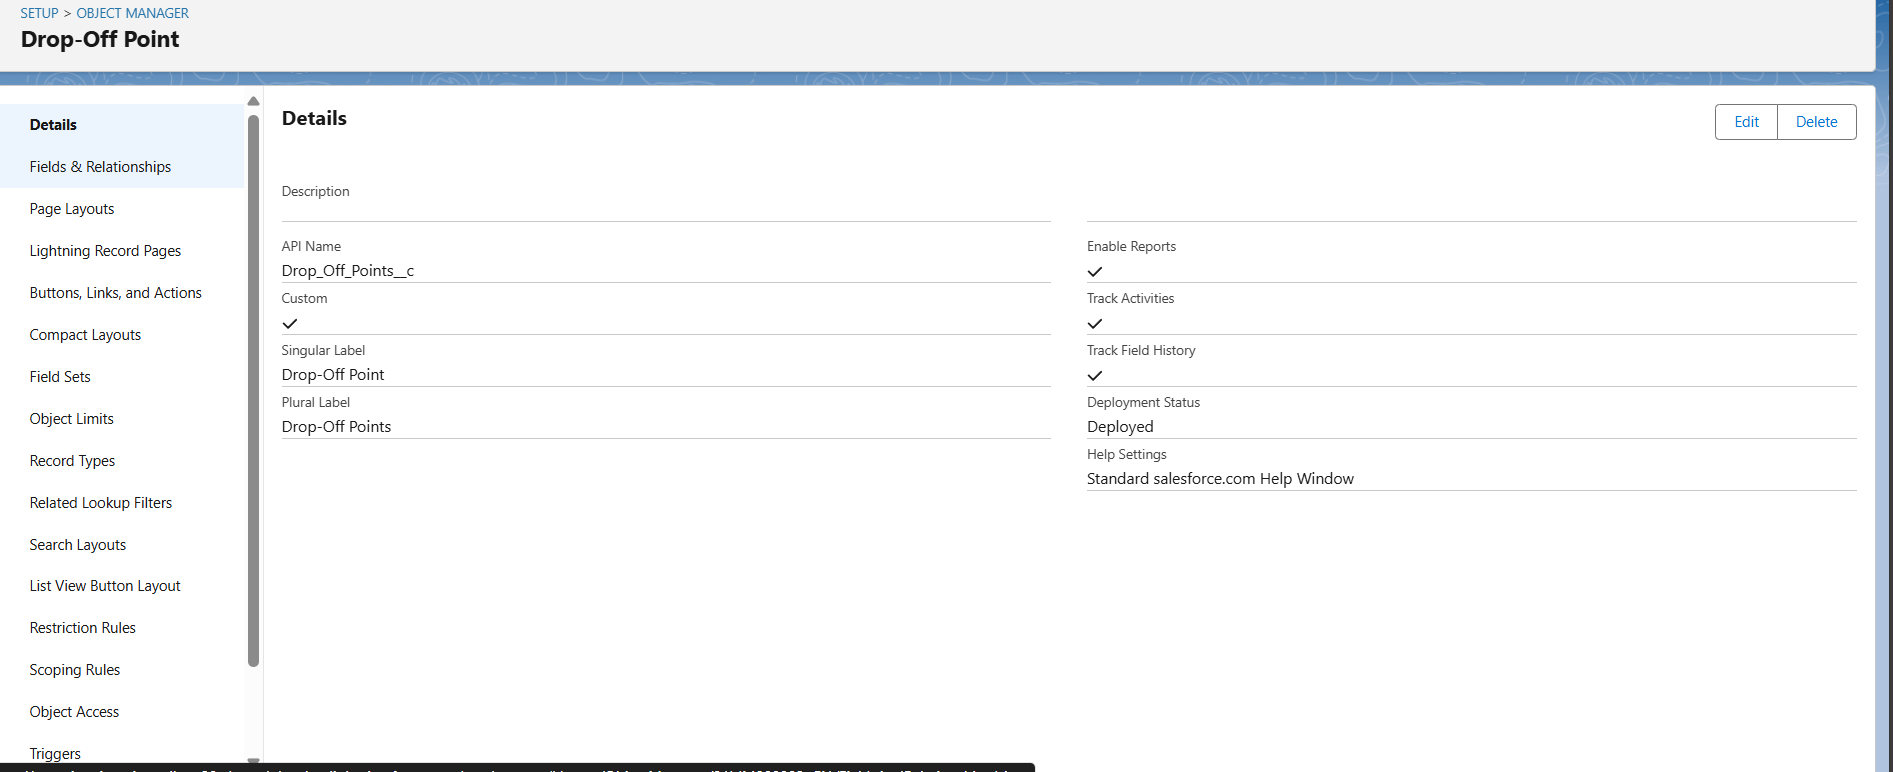 SETUP > OBJECT MANAGER
Drop-Off Point
Details
Fields & Relationships
Page Layouts
Lightning Record Pages
Buttons, Links, and Actions
Compact Layouts
Field Sets
Object Limits
Record Types
Related Lookup Filters
Search Layouts
List View Button Layout
Restriction Rules
Scoping Rules
Object Access
Triggers
Details
Edit
Delete
Description
API Name
Drop_Off_Points__c
Custom
Singular Label
Drop-Off Point
Plural Label
Drop-Off Points
Enable Reports
Track Activities
Track Field History
Deployment Status
Deployed
Help Settings
Standard salesforce.com Help Window